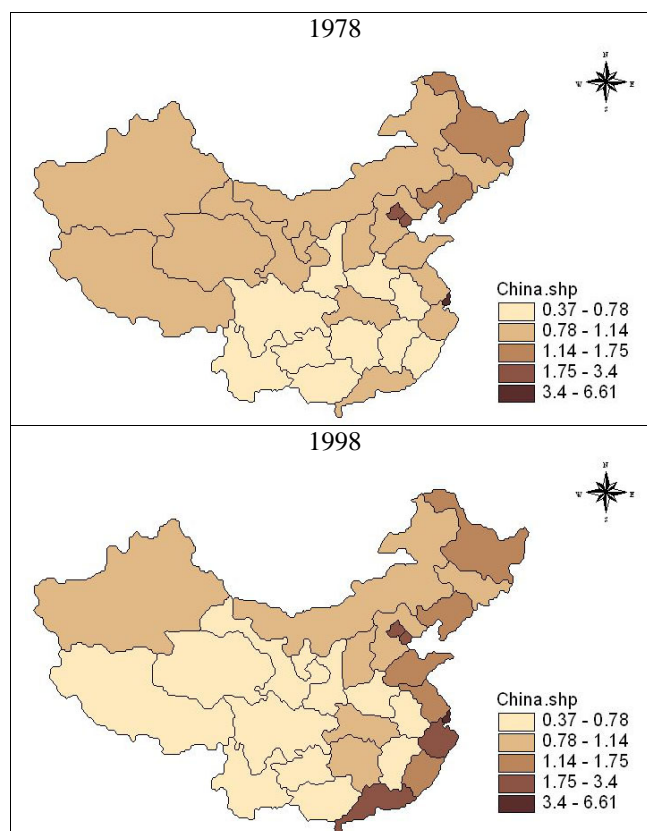 1978
N
W E
S
China.shp
0.37 - 0.78
0.78 - 1.14
1.14 - 1.75
1.75 - 3.4
3.4 - 6.61
1998
N
W E
S
China.shp
0.37 - 0.78
0.78 - 1.14
1.14 - 1.75
1.75 - 3.4
3.4 - 6.61